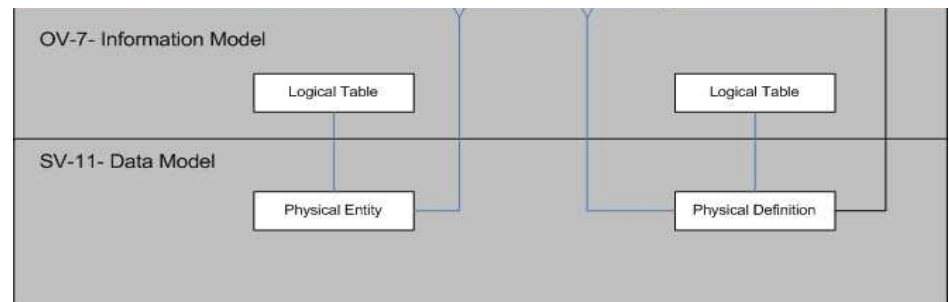 OV-7- Information Model
Logical Table
Logical Table
SV-11- Data Model
Physical Entity
Physical Definition